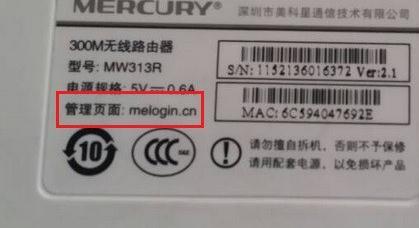 MERCURY
深圳市美科星通信技术有限公司
300M无线路由器
型号: MW313R
电源规格: 5V⎓0.6A
管理页面: melogin.cn
S/N: 1152136016372 Ver:2.1
MAC: 6C594047692E
10
CCC
S&E
请勿擅自拆机，否则不予保修
请用配套电源，以免损坏产品